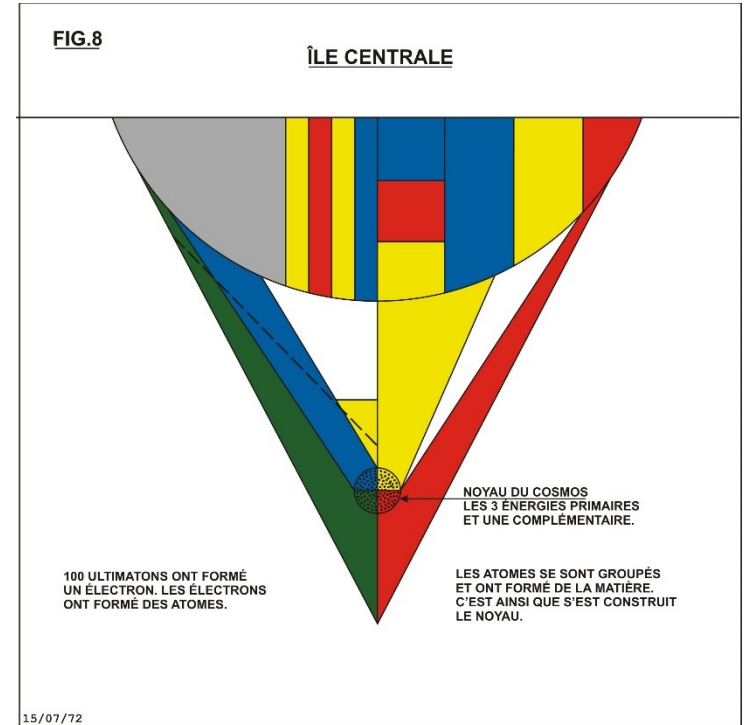 FIG.8
ÎLE CENTRALE
NOYAU DU COSMOS
LES 3 ÉNERGIES PRIMAIRES
ET UNE COMPLÉMENTAIRE.
100 ULTIMATONS ONT FORMÉ
UN ÉLECTRON. LES ÉLECTRONS
ONT FORMÉ DES ATOMES.
LES ATOMES SE SONT GROUPÉS
ET ONT FORMÉ DE LA MATIÈRE.
C'EST AINSI QUE S'EST CONSTRUIT
LE NOYAU.
15/07/72